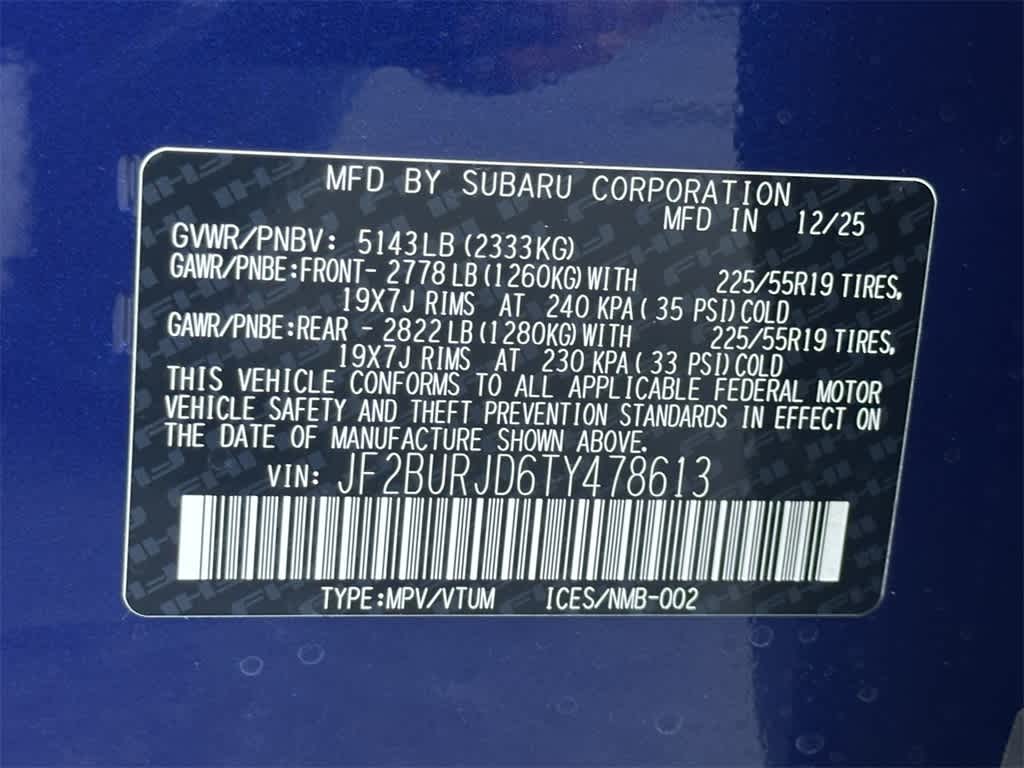 MFD BY SUBARU CORPORATION
MFD IN 12/25
GVWR/PNBV: 5143LB (2333KG)
GAWR/PNBE:FRONT- 2778 LB (1260KG) WITH 225/55R19 TIRES,
19X7J RIMS AT 240 KPA ( 35 PSI) COLD
GAWR/PNBE:REAR - 2822 LB (1280KG) WITH 225/55R19 TIRES,
19X7J RIMS AT 230 KPA ( 33 PSI) COLD
THIS VEHICLE CONFORMS TO ALL APPLICABLE FEDERAL MOTOR
VEHICLE SAFETY AND THEFT PREVENTION STANDARDS IN EFFECT ON
THE DATE OF MANUFACTURE SHOWN ABOVE.
VIN: JF2BURJD6TY478613
TYPE:MPV/VTUM ICES/NMB-002